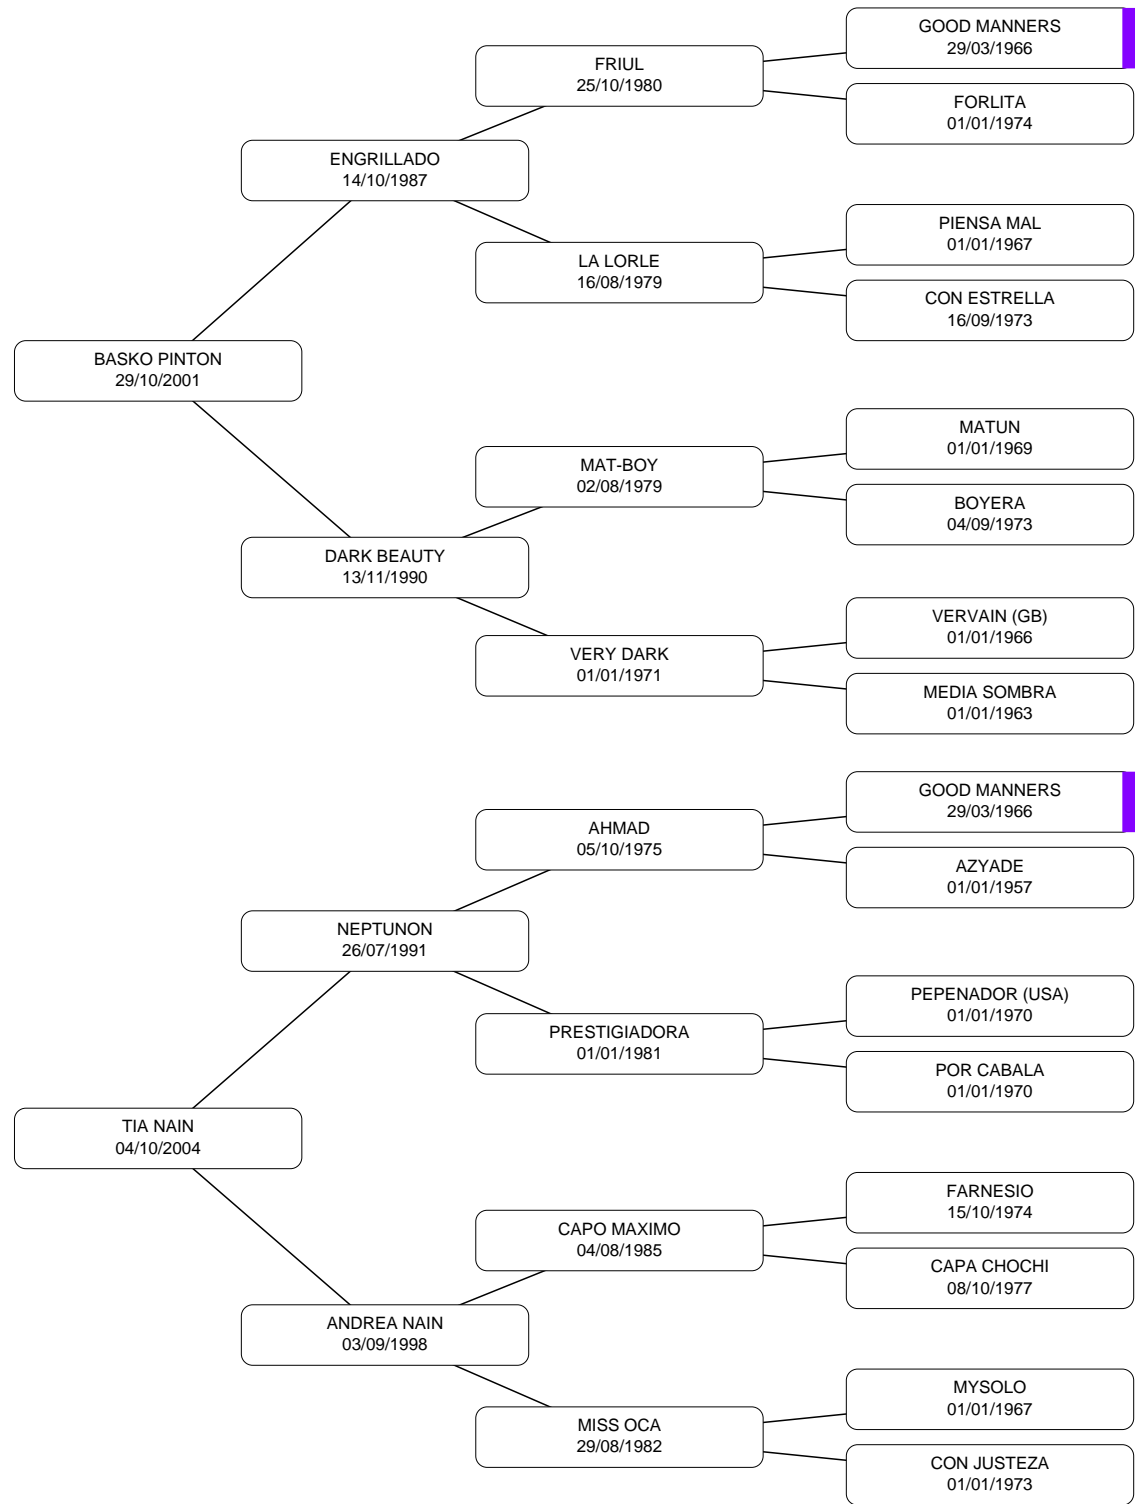 GOOD MANNERS
29/03/1966
FRIUL
25/10/1980
FORLITA
01/01/1974
ENGRILLADO
14/10/1987
PIENSA MAL
01/01/1967
LA LORLE
16/08/1979
CON ESTRELLA
16/09/1973
BASKO PINTON
29/10/2001
MATUN
01/01/1969
MAT-BOY
02/08/1979
BOYERA
04/09/1973
DARK BEAUTY
13/11/1990
VERVAIN (GB)
01/01/1966
VERY DARK
01/01/1971
MEDIA SOMBRA
01/01/1963
GOOD MANNERS
29/03/1966
AHMAD
05/10/1975
AZYADE
01/01/1957
NEPTUNON
26/07/1991
PEPENADOR (USA)
01/01/1970
PRESTIGIADORA
01/01/1981
POR CABALA
01/01/1970
TIA NAIN
04/10/2004
FARNESIO
15/10/1974
CAPO MAXIMO
04/08/1985
CAPA CHOCHI
08/10/1977
ANDREA NAIN
03/09/1998
MYSOLO
01/01/1967
MISS OCA
29/08/1982
CON JUSTEZA
01/01/1973